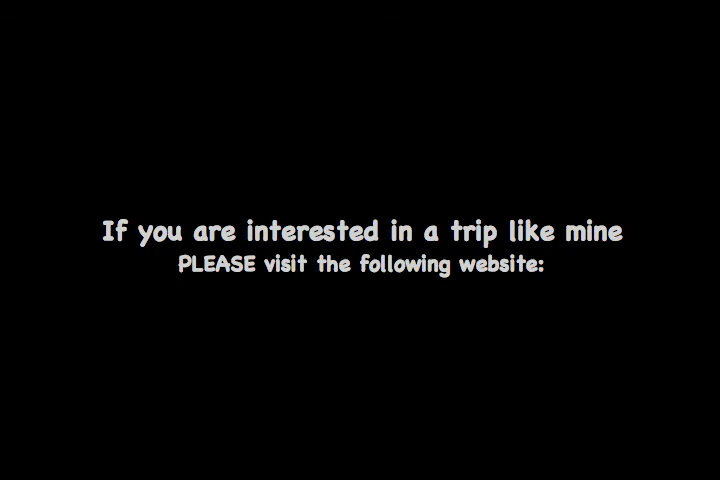 If you are interested in a trip like mine
PLEASE visit the following website: